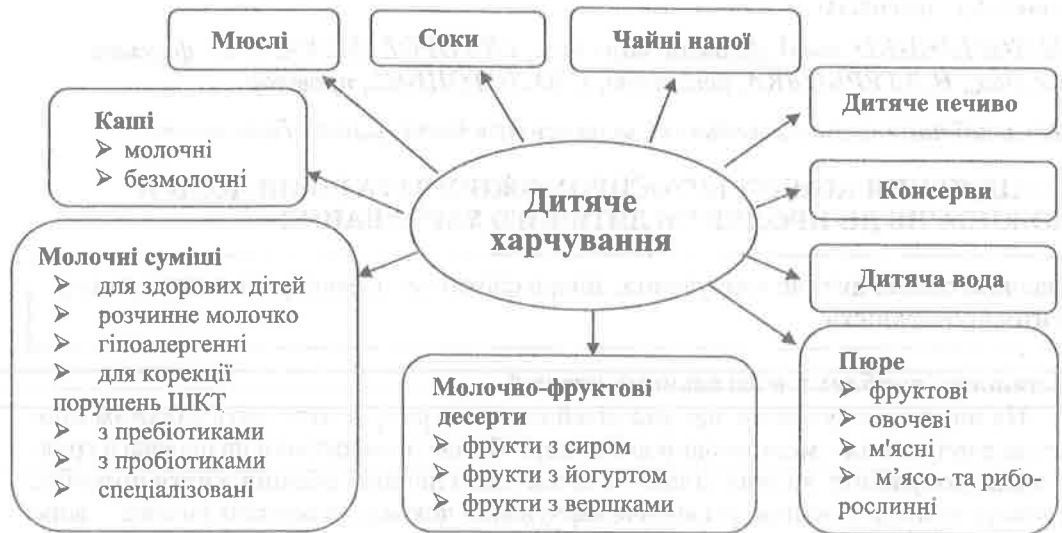 Мюслі
Соки
Чайні напої
Каші
➤ молочні
➤ безмолочні
Дитяче
харчування
Дитяче печиво
Консерви
Дитяча вода
Молочні суміші
➤ для здорових дітей
➤ розчинне молочко
➤ гіпоалергенні
➤ для корекції
порушень ШКТ
➤ з пребіотиками
➤ з пробіотиками
➤ спеціалізовані
Молочно-фруктові
десерти
➤ фрукти з сиром
➤ фрукти з йогуртом
➤ фрукти з вершками
Пюре
➤ фруктові
➤ овочеві
➤ м'ясні
➤ м'ясо- та рибо-
рослинні